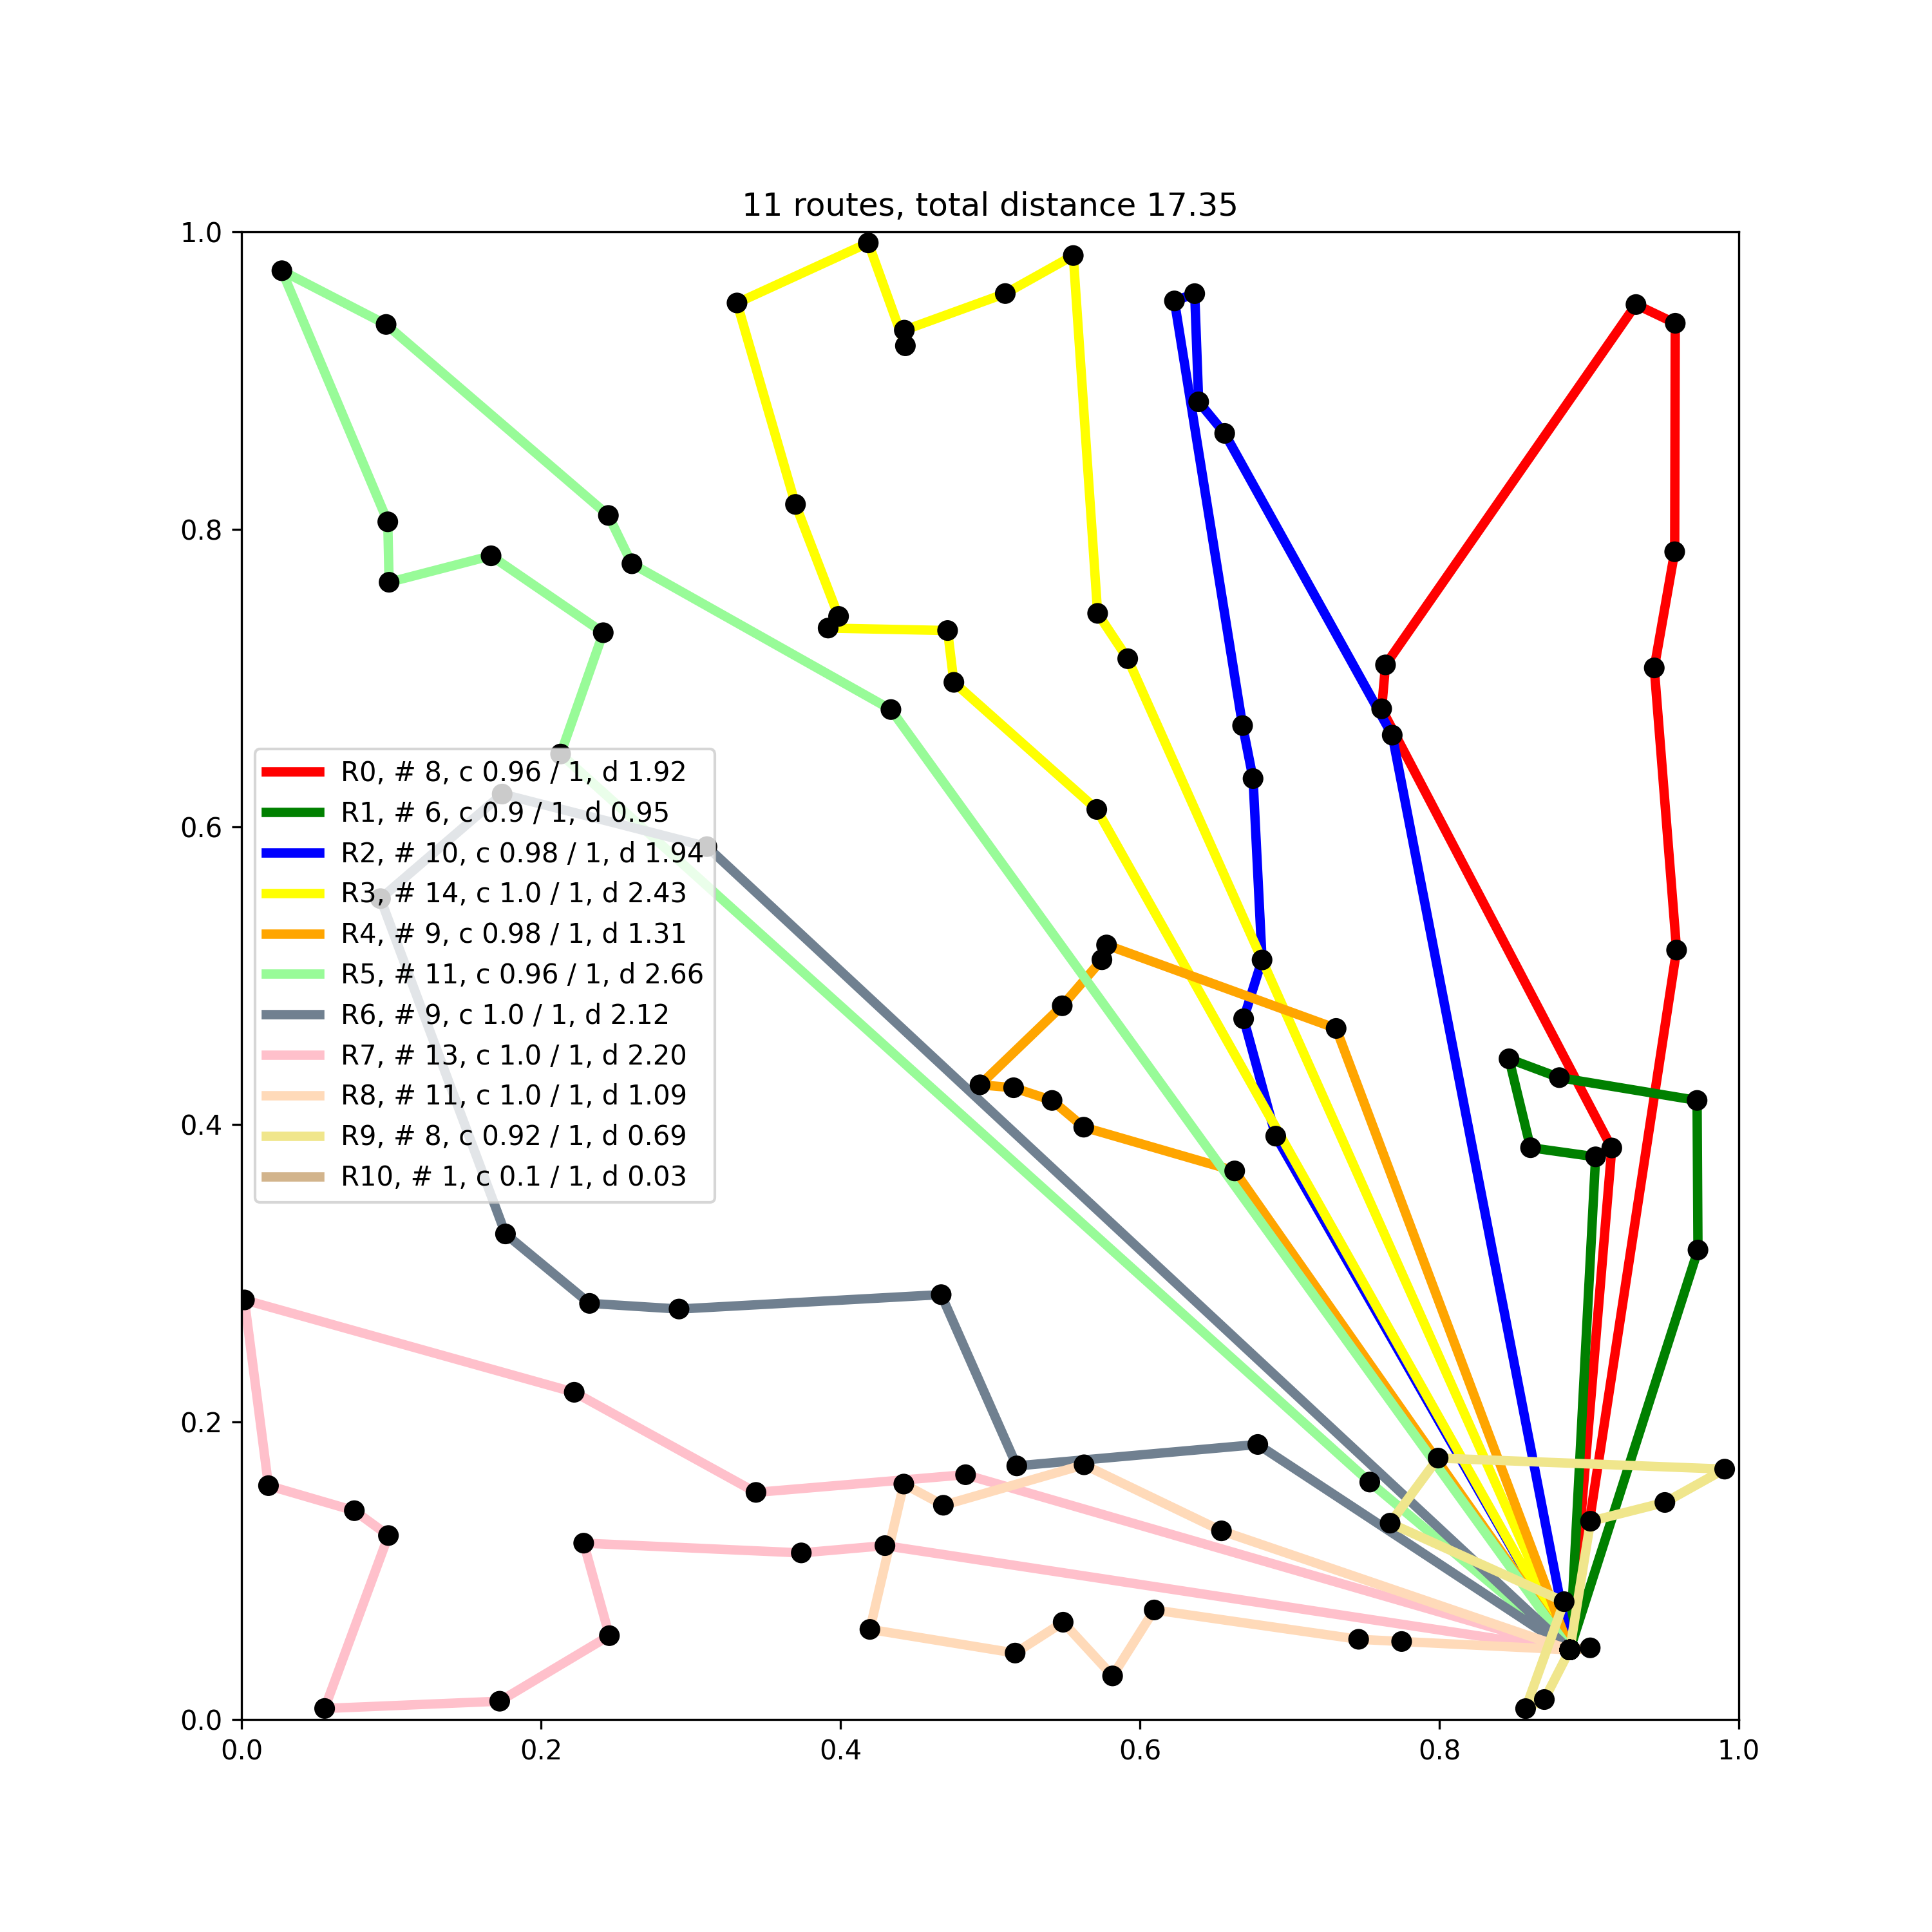 11 routes, total distance 17.35
1.0
0.8
0.6
0.4
0.2
0.0
R0, # 8, c 0.96 / 1, d 1.92
R1, # 6, c 0.9 / 1, d 0.95
R2, # 10, c 0.98 / 1, d 1.94
R3, # 14, c 1.0 / 1, d 2.43
R4, # 9, c 0.98 / 1, d 1.31
R5, # 11, c 0.96 / 1, d 2.66
R6, # 9, c 1.0 / 1, d 2.12
R7, # 13, c 1.0 / 1, d 2.20
R8, # 11, c 1.0 / 1, d 1.09
R9, # 8, c 0.92 / 1, d 0.69
R10, # 1, c 0.1 / 1, d 0.03
0.0 0.2 0.4 0.6 0.8 1.0